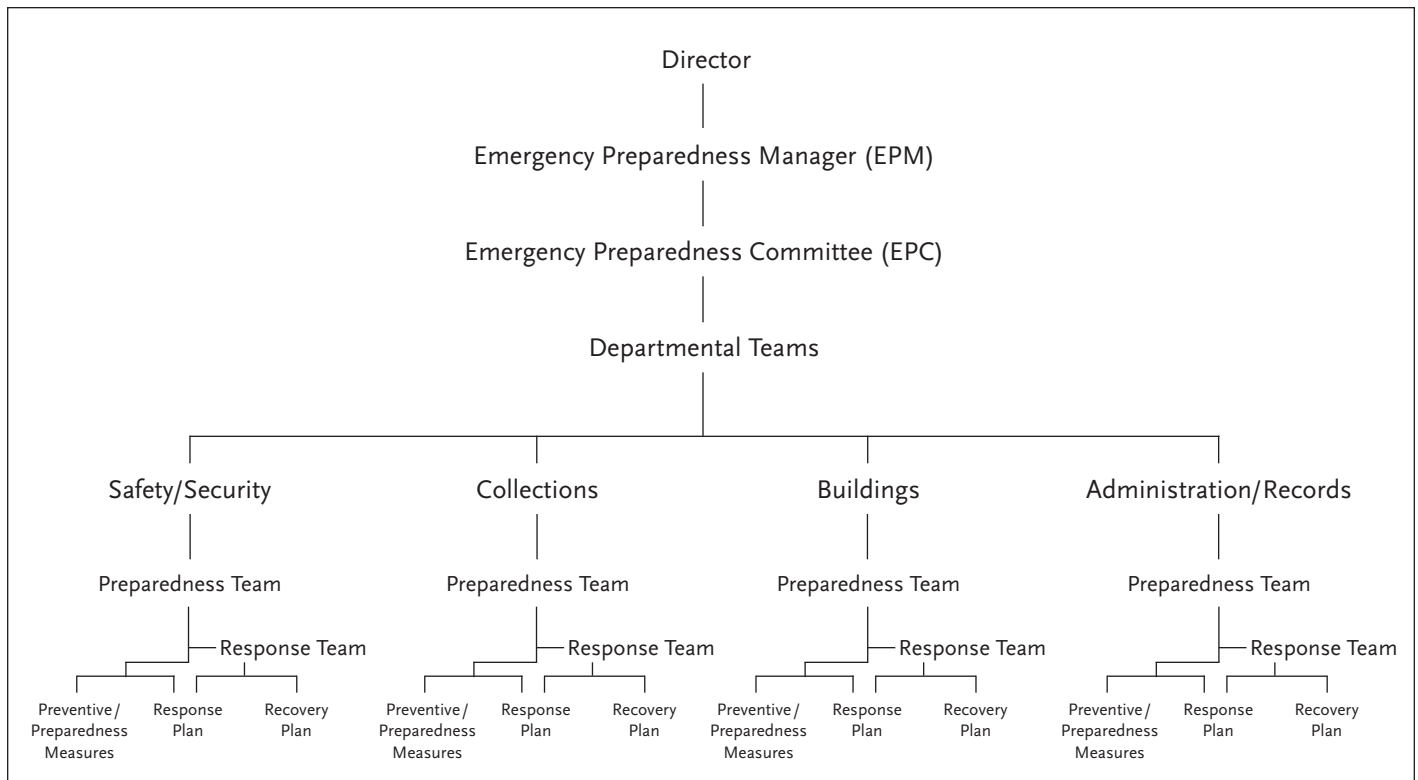 Director
Emergency Preparedness Manager (EPM)
Emergency Preparedness Committee (EPC)
Departmental Teams
Safety/Security
Collections
Buildings
Administration/Records
Preparedness Team
Preparedness Team
Preparedness Team
Preparedness Team
Response Team
Response Team
Response Team
Response Team
Preventive/
Preparedness
Measures
Response
Plan
Recovery
Plan
Preventive/
Preparedness
Measures
Response
Plan
Recovery
Plan
Preventive/
Preparedness
Measures
Response
Plan
Recovery
Plan
Preventive/
Preparedness
Measures
Response
Plan
Recovery
Plan